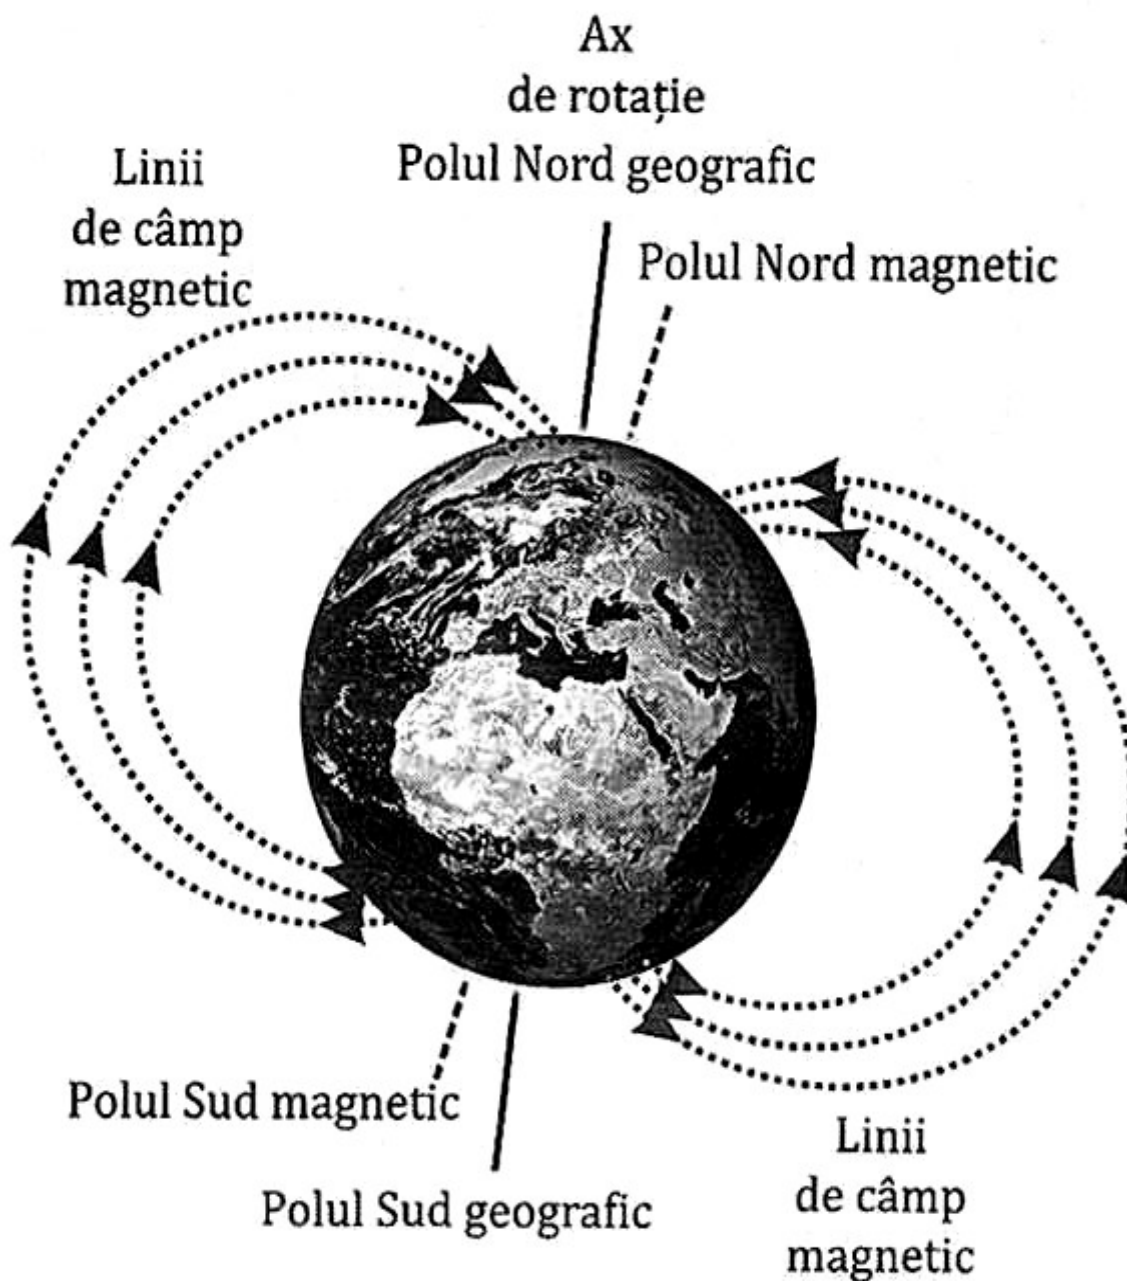 Ax
de rotație
Polul Nord geografic
Linii
de câmp
magnetic
Polul Nord magnetic
Polul Sud magnetic
Polul Sud geografic
Linii
de câmp
magnetic